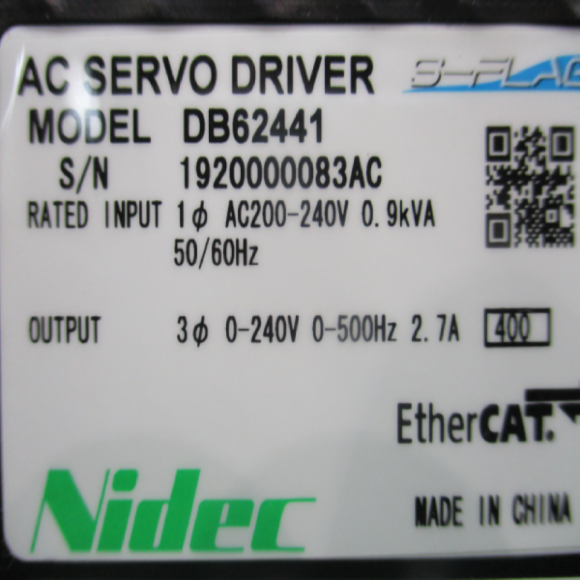 AC SERVO DRIVER S-FLAG
MODEL DB62441
S/N 1920000083AC
RATED INPUT 1ϕ AC200-240V 0.9kVA
50/60Hz
OUTPUT 3ϕ 0-240V 0-500Hz 2.7A 400
EtherCAT.
Nidec
MADE IN CHINA